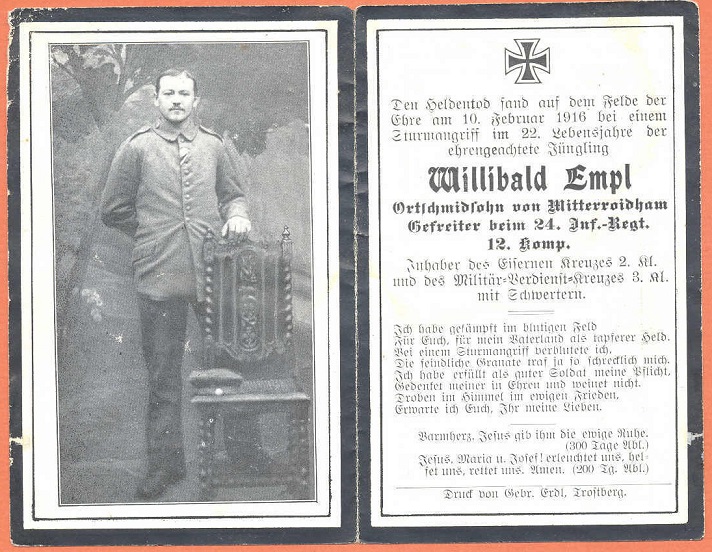 Den Heldentod fand auf dem Felde der
Ehre am 10. Februar 1916 bei einem
Sturmangriff im 22. Lebensjahre der
ehrengeachtete Jüngling
Willibald Empl
Ortschmidsohn von Mitterroidham
Gefreiter beim 24. Inf.-Regt.
12. Komp.
Inhaber des Eisernen Kreuzes 2. Kl.
und des Militär-Verdienst-Kreuzes 3. Kl.
mit Schwertern.
Ich habe gekämpft im blutigen Feld
Für Euch, für mein Vaterland als tapferer Held.
Bei einem Sturmangriff verblutete ich,
Die feindliche Granate traf ja so schrecklich mich.
Ich habe erfüllt als guter Soldat meine Pflicht,
Gedenket meiner in Ehren und weinet nicht.
Droben im Himmel im ewigen Frieden,
Erwarte ich Euch, Ihr meine Lieben.
Barmherz. Jesus gib ihm die ewige Ruhe.
(300 Tage Abl.)
Jesus, Maria u. Josef! erleuchtet uns, hel-
fet uns, rettet uns. Amen. (200 Tg. Abl.)
Druck von Gebr. Erdl, Trostberg.